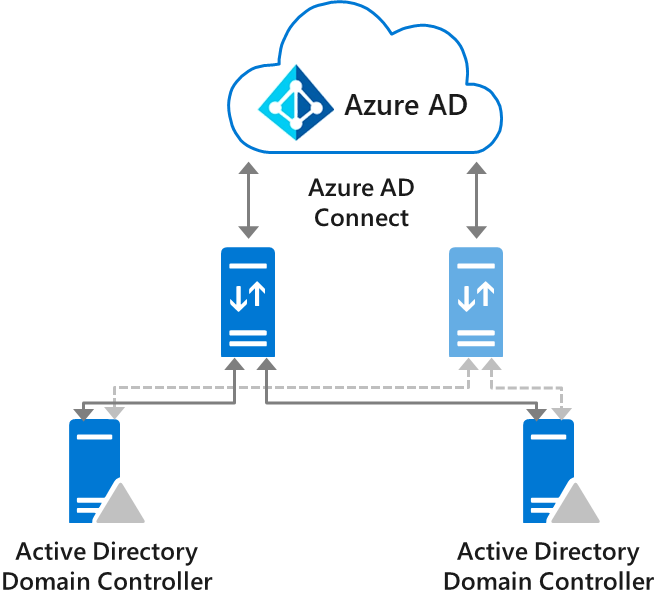 Azure AD
Azure AD
Connect
Active Directory
Domain Controller
Active Directory
Domain Controller